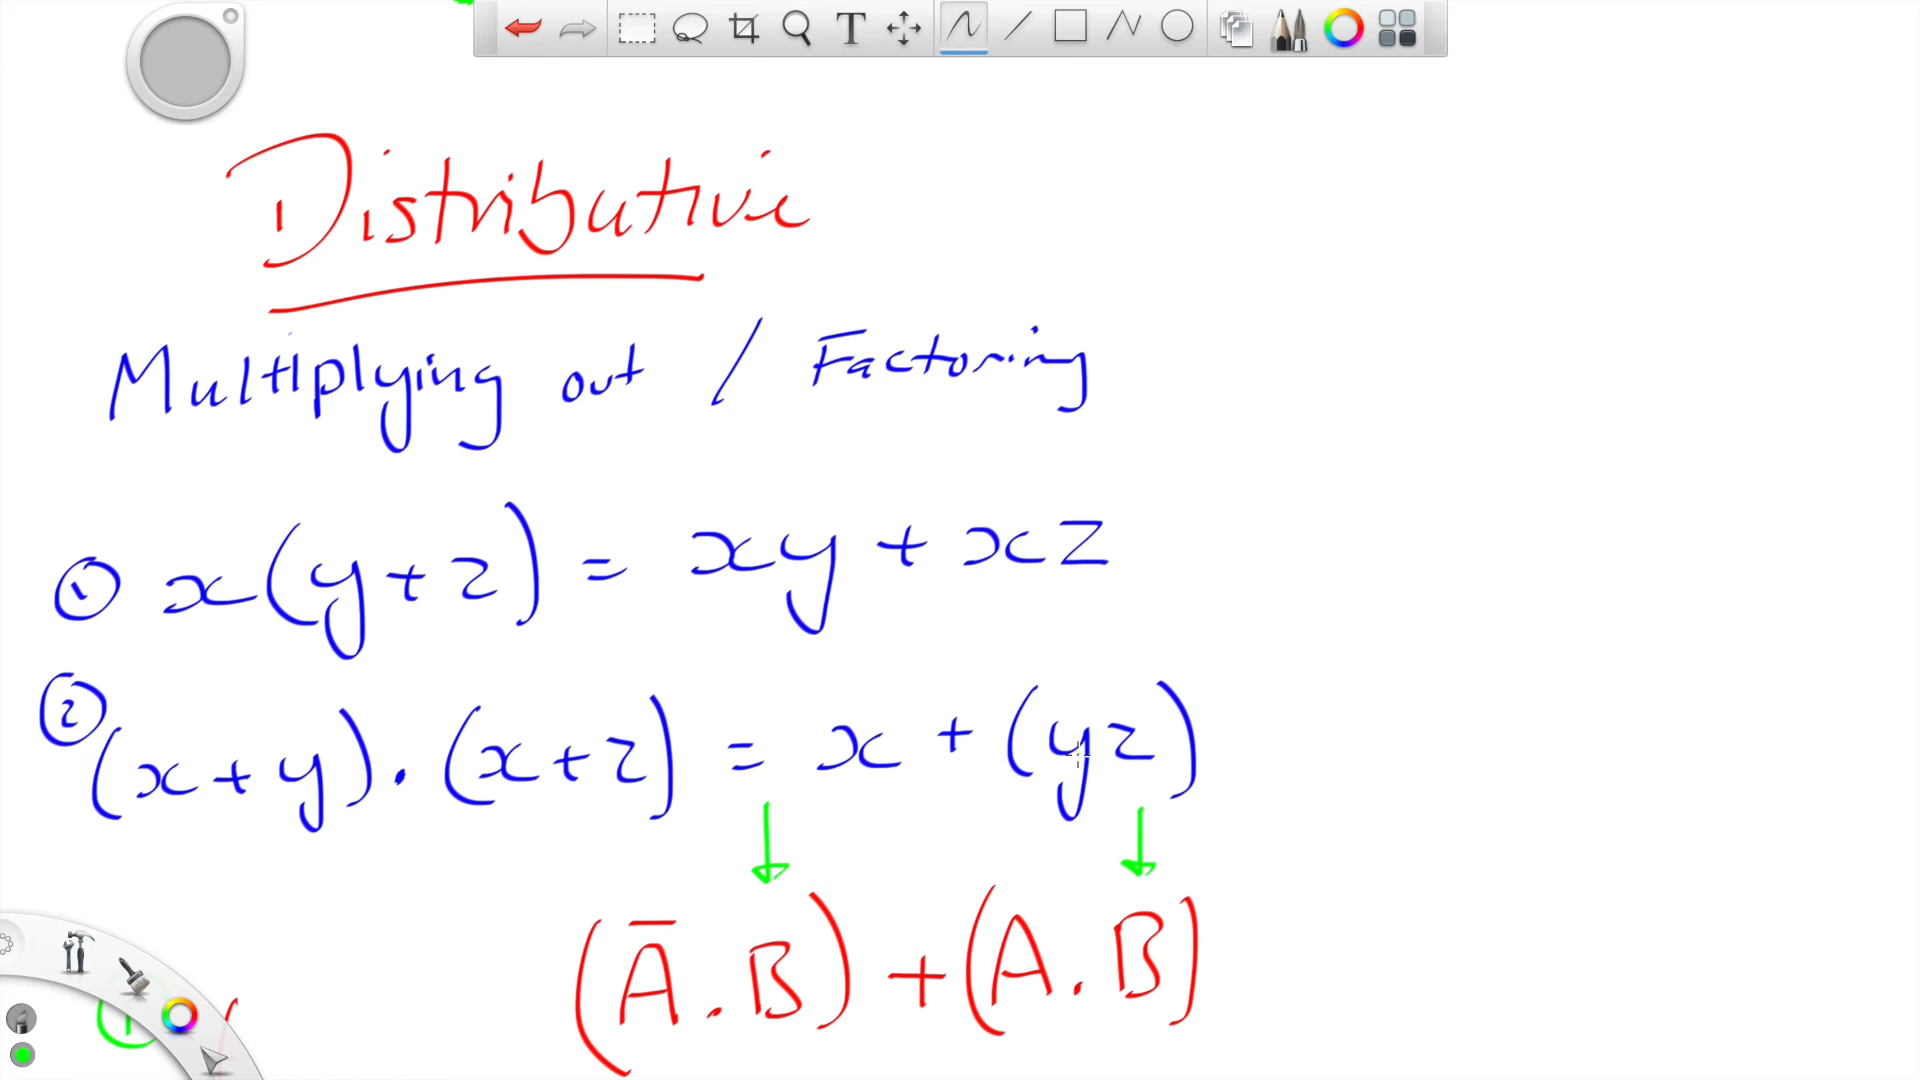 Distributive
Multiplying out / Factoring
① x(y+z) = xy + xz
② (x+y).(x+z) = x + (yz)
(A̅.B) + (A.B)